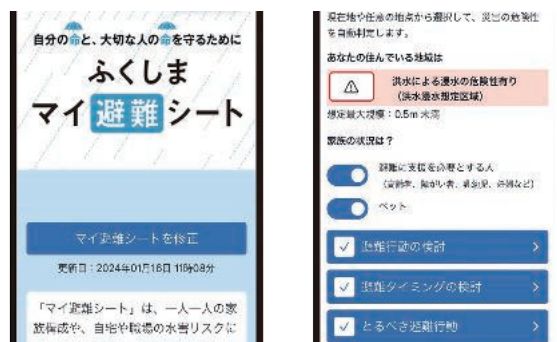 自分の命と、大切な人の命を守るために
ふくしま
マイ避難シート
マイ避難シートを修正
更新日：2024年01月16日 11時08分
「マイ避難シート」は、一人一人の家
族構成や、自宅や職場の水害リスクに
現在地や任意の地点から選択して、災害の危険性
を自動判定します。
あなたの住んでいる地域は
洪水による浸水の危険性有り
（洪水浸水想定区域）
想定最大規模：0.5m 未満
家族の状況は？
避難に支援を必要とする人
（高齢者、障がい者、乳幼児、妊婦など）
ペット
避難行動の検討
避難タイミングの検討
とるべき避難行動